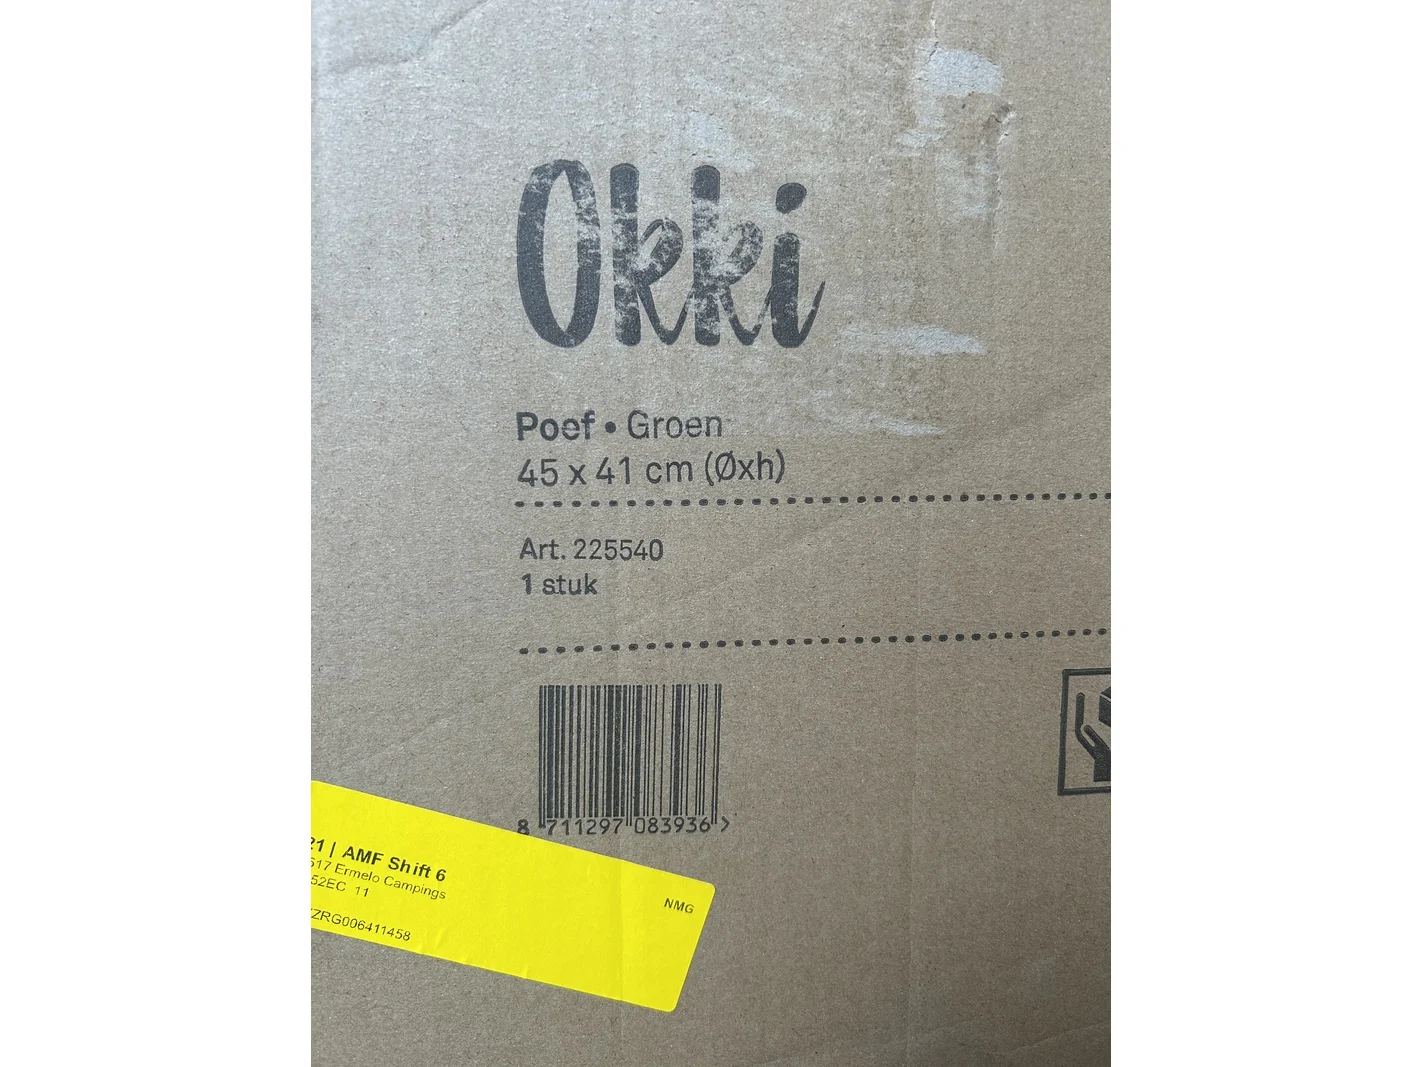 Okki
Poef • Groen
45 x 41 cm (Øxh)
Art. 225540
1 stuk
8 711297 083936 >
21 | AMF Shift 6
617 Ermelo Campings
52EC 11
ZRG006411458
NMG